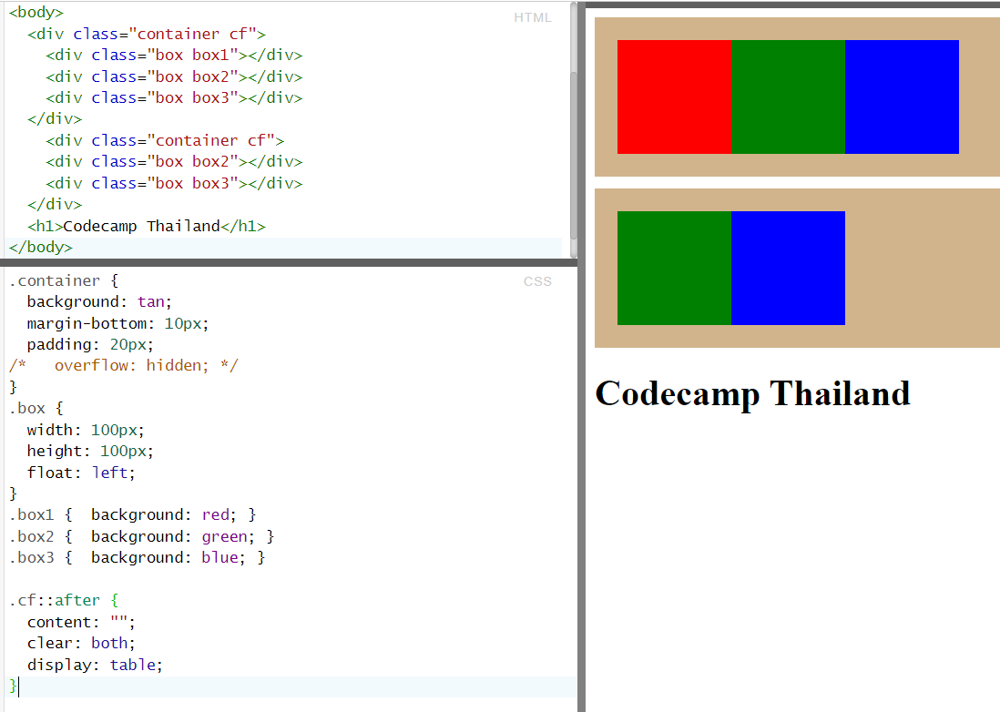 <body>
HTML
<div class="container cf">
<div class="box box1"></div>
<div class="box box2"></div>
<div class="box box3"></div>
</div>
<div class="container cf">
<div class="box box2"></div>
<div class="box box3"></div>
</div>
<h1>Codecamp Thailand</h1>
</body>
.container {
CSS
background: tan;
margin-bottom: 10px;
padding: 20px;
/*   overflow: hidden; */
}
.box {
width: 100px;
height: 100px;
float: left;
}
.box1 {  background: red; }
.box2 {  background: green; }
.box3 {  background: blue; }
.cf::after {
content: "";
clear: both;
display: table;
}
Codecamp Thailand